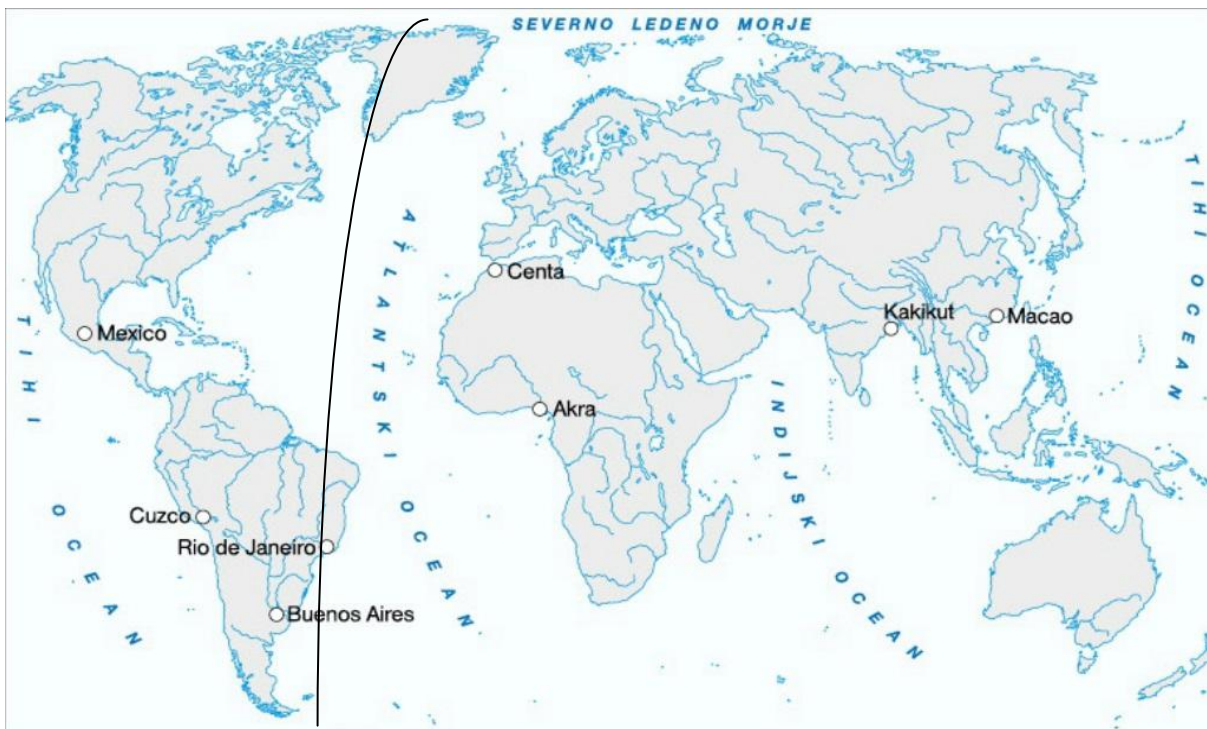 SEVERNO LEDENO MORJE
TIHI OCEAN
ATLANTSKI OCEAN
Centa
Kakikut
Macao
Mexico
TIHI OCEAN
Akra
INDIJSKI OCEAN
Cuzco
Rio de Janeiro
Buenos Aires